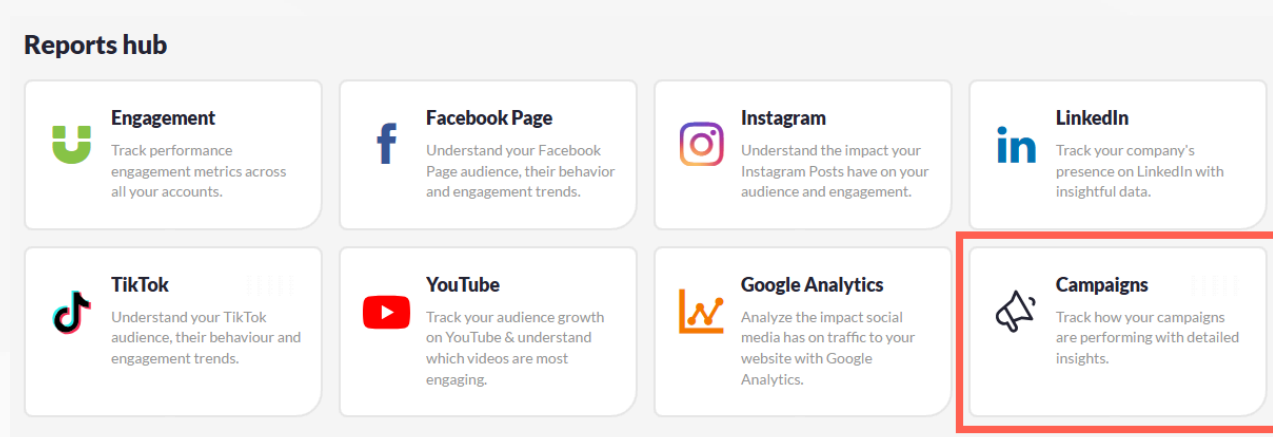 Reports hub
Engagement
Track performance
engagement metrics across
all your accounts.
Facebook Page
Understand your Facebook
Page audience, their behavior
and engagement trends.
Instagram
Understand the impact your
Instagram Posts have on your
audience and engagement.
LinkedIn
Track your company's
presence on LinkedIn with
insightful data.
TikTok
Understand your TikTok
audience, their behaviour and
engagement trends.
YouTube
Track your audience growth
on YouTube & understand
which videos are most
engaging.
Google Analytics
Analyze the impact social
media has on traffic to your
website with Google
Analytics.
Campaigns
Track how your campaigns
are performing with detailed
insights.